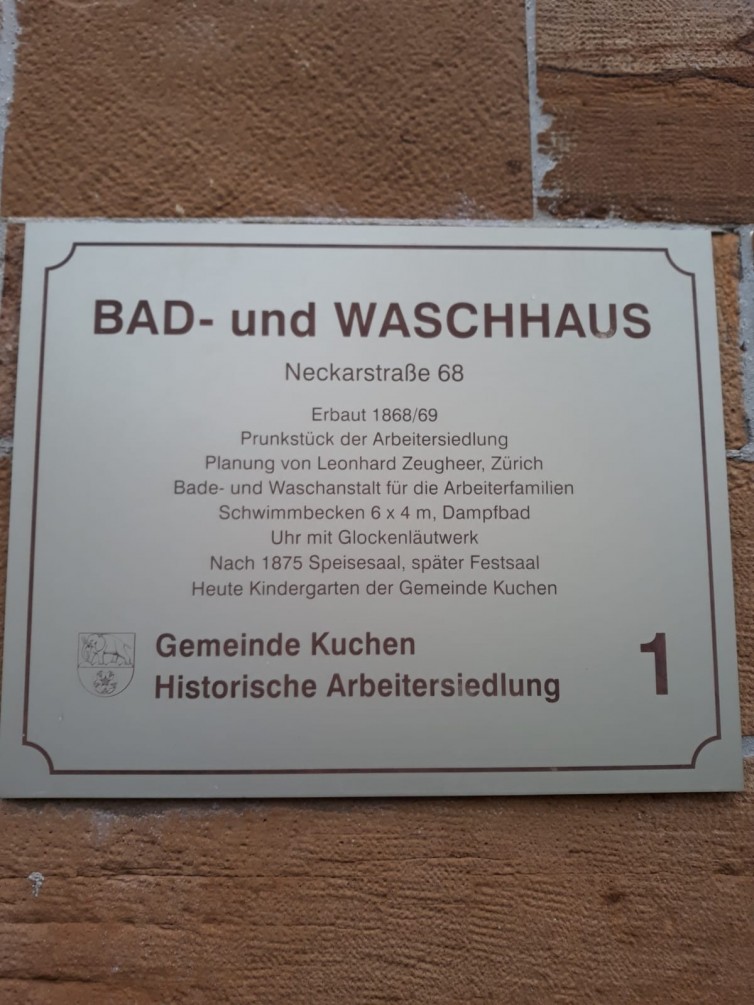 BAD- und WASCHHAUS
Neckarstraße 68
Erbaut 1868/69
Prunkstück der Arbeitersiedlung
Planung von Leonhard Zeugheer, Zürich
Bade- und Waschanstalt für die Arbeiterfamilien
Schwimmbecken 6 x 4 m, Dampfbad
Uhr mit Glockenläutwerk
Nach 1875 Speisesaal, später Festsaal
Heute Kindergarten der Gemeinde Kuchen
Gemeinde Kuchen
Historische Arbeitersiedlung
1